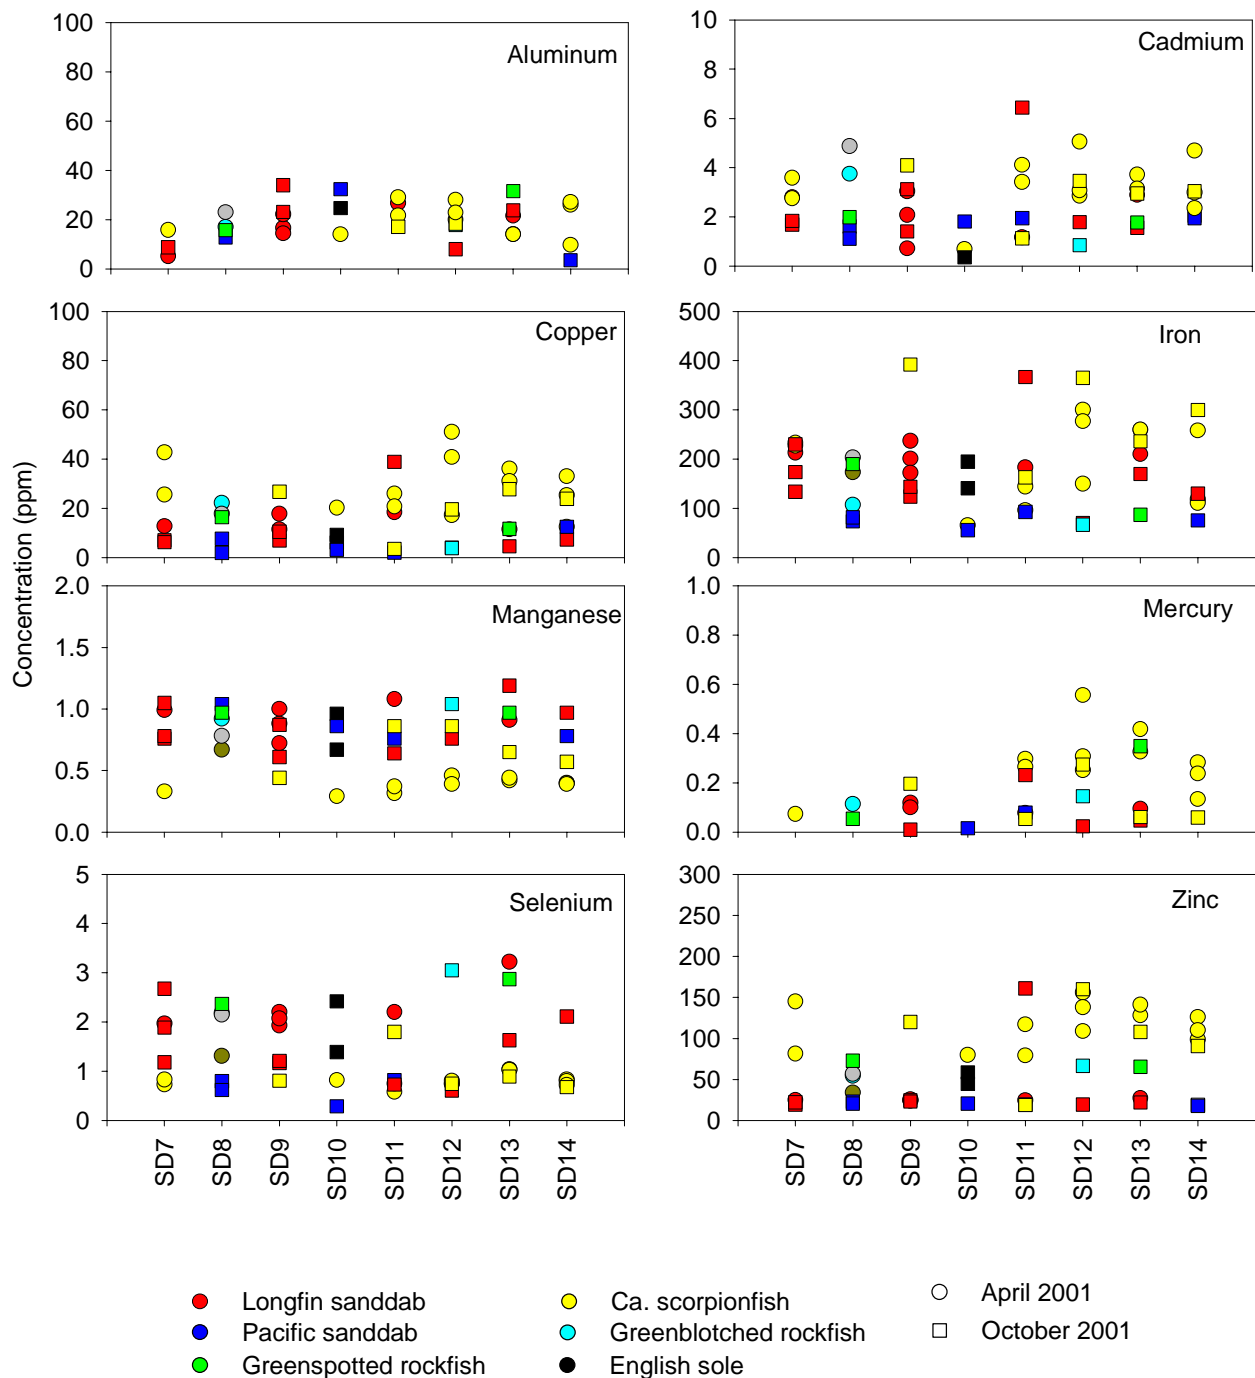 Concentration (ppm)
Aluminum
100
80
60
40
20
0
Cadmium
10
8
6
4
2
0
Copper
100
80
60
40
20
0
Iron
500
400
300
200
100
0
Manganese
2.0
1.5
1.0
0.5
0.0
Mercury
1.0
0.8
0.6
0.4
0.2
0.0
Selenium
5
4
3
2
1
0
Zinc
300
250
200
150
100
50
0
SD7 SD8 SD9 SD10 SD11 SD12 SD13 SD14
SD7 SD8 SD9 SD10 SD11 SD12 SD13 SD14
Longfin sanddab
Pacific sanddab
Greenspotted rockfish
Ca. scorpionfish
Greenblotched rockfish
English sole
April 2001
October 2001